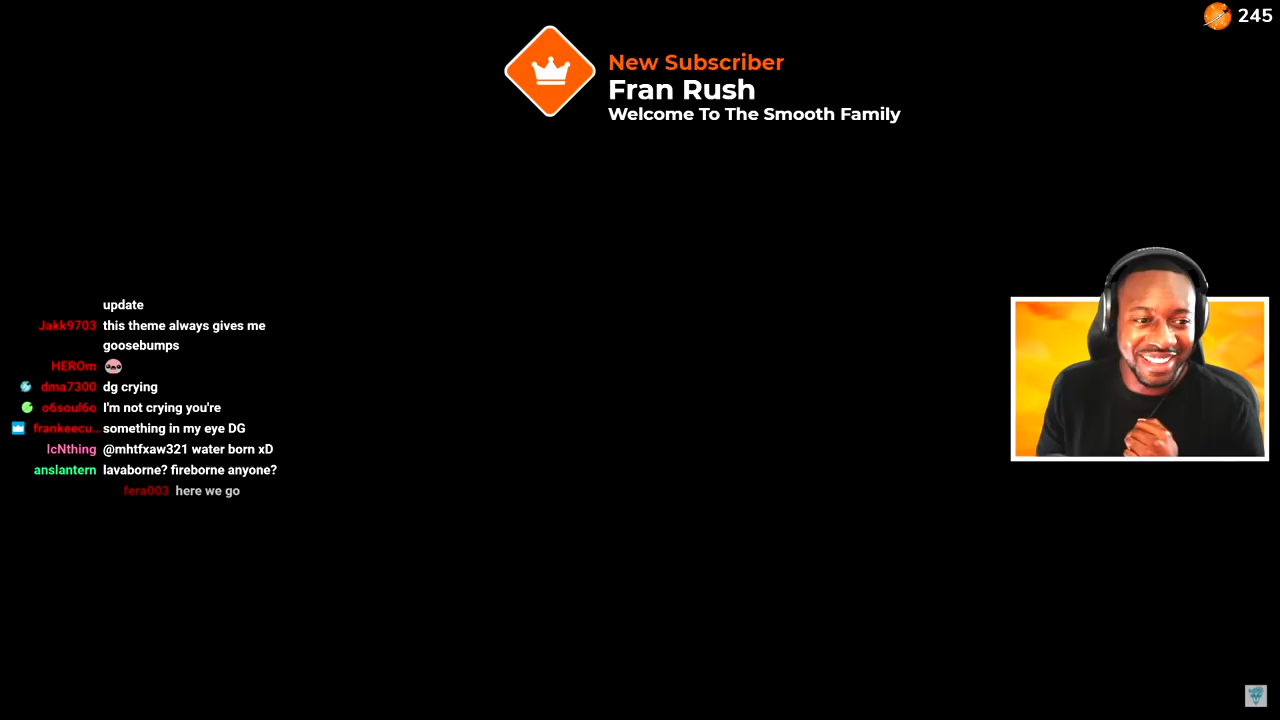 245
New Subscriber
Fran Rush
Welcome To The Smooth Family
update
Jakk9703 this theme always gives me
goosebumps
HEROm
dma7300 dg crying
o6soul6o I'm not crying you're
frankeecu... something in my eye DG
IcNthing @mhtfxaw321 water born xD
anslantern lavaborne? fireborne anyone?
fera003 here we go